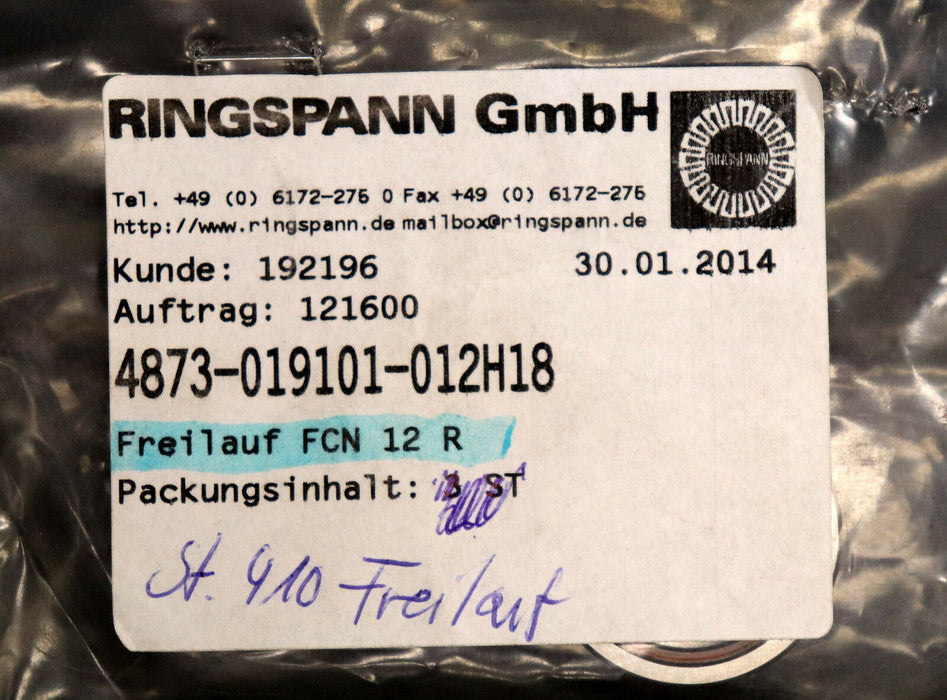 RINGSPANN GmbH
RINGSPANN
Tel. +49 (0) 6172-275 0 Fax +49 (0) 6172-275
http://www.ringspann.de mailbox@ringspann.de
Kunde: 192196 30.01.2014
Auftrag: 121600
4873-019101-012H18
Freilauf FCN 12 R
Packungsinhalt: 3 ST
St. 910 Freilauf